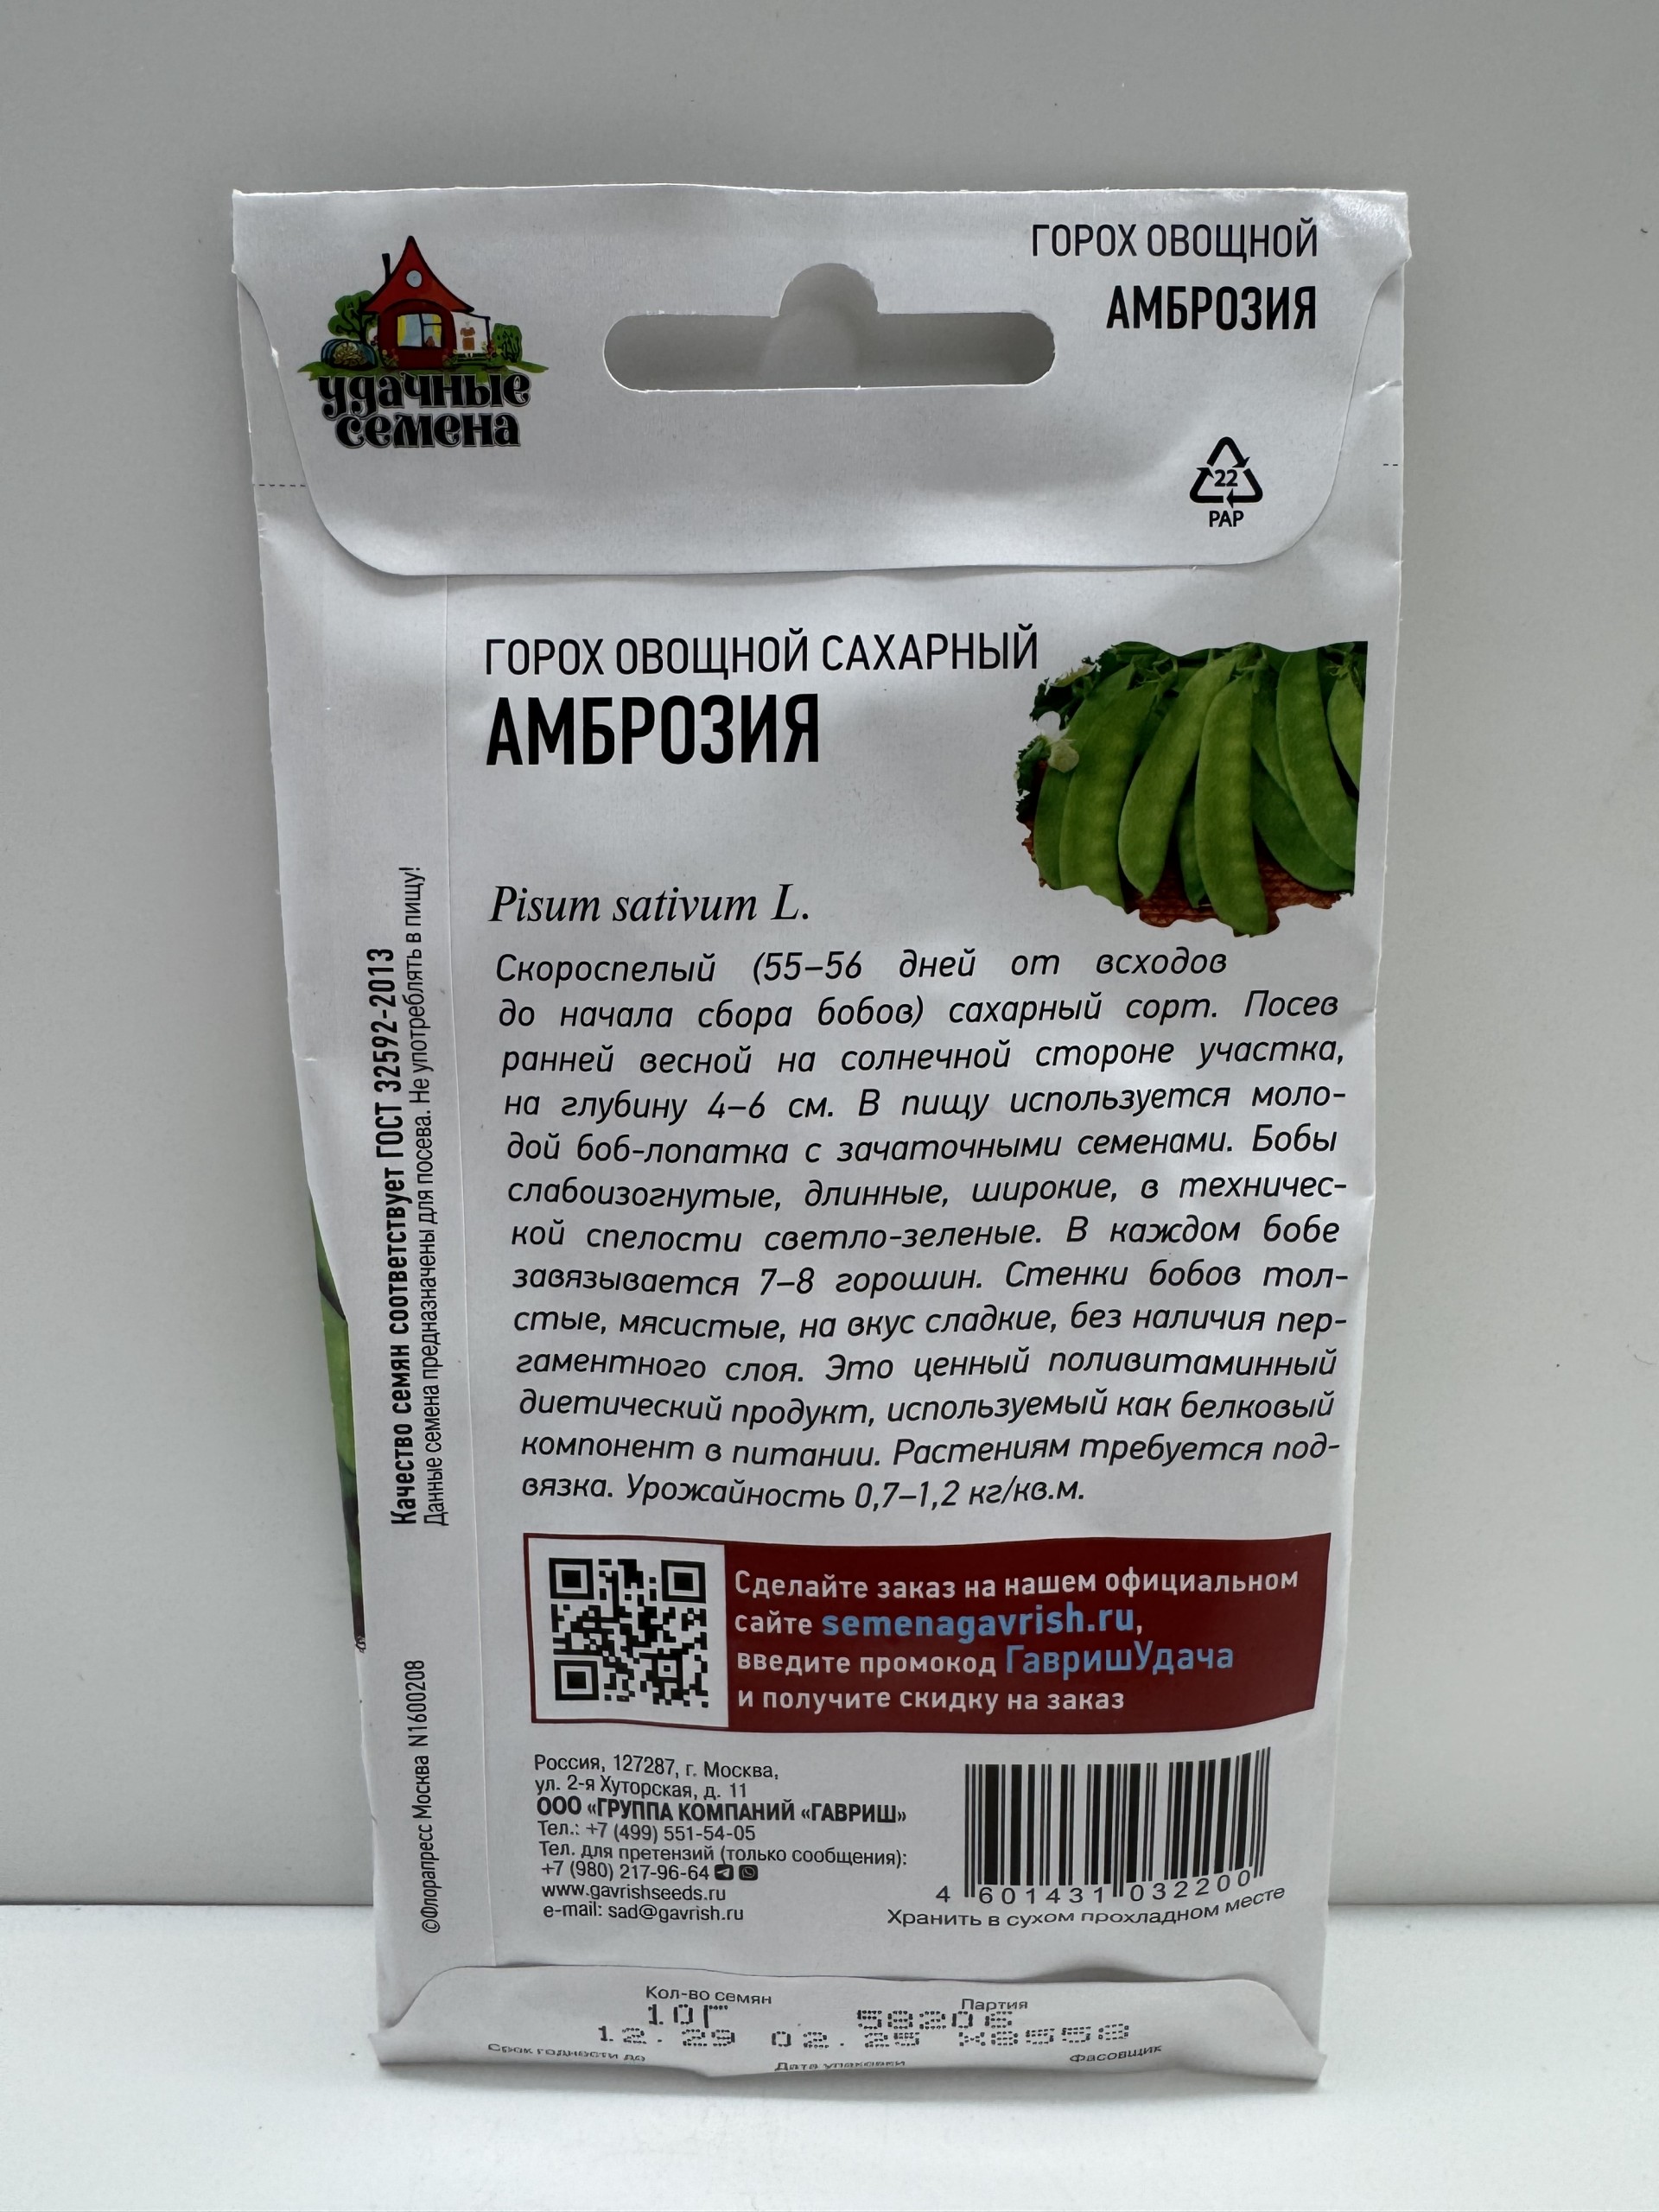 удачные
семена
ГОРОХ ОВОЩНОЙ
АМБРОЗИЯ
22
PAP
ГОРОХ ОВОЩНОЙ САХАРНЫЙ
АМБРОЗИЯ
Pisum sativum L.
Скороспелый (55–56 дней от всходов
до начала сбора бобов) сахарный сорт. Посев
ранней весной на солнечной стороне участка,
на глубину 4–6 см. В пищу используется моло-
дой боб-лопатка с зачаточными семенами. Бобы
слабоизогнутые, длинные, широкие, в техничес-
кой спелости светло-зеленые. В каждом бобе
завязывается 7–8 горошин. Стенки бобов тол-
стые, мясистые, на вкус сладкие, без наличия пер-
гаментного слоя. Это ценный поливитаминный
диетический продукт, используемый как белковый
компонент в питании. Растениям требуется под-
вязка. Урожайность 0,7–1,2 кг/кв.м.
Качество семян соответствует ГОСТ 32592-2013
Данные семена предназначены для посева. Не употреблять в пищу!
©Флорапресс Москва N1600208
Сделайте заказ на нашем официальном
сайте semenagavrish.ru,
введите промокод ГавришУдача
и получите скидку на заказ
Россия, 127287, г. Москва,
ул. 2-я Хуторская, д. 11
ООО «ГРУППА КОМПАНИЙ «ГАВРИШ»
Тел.: +7 (499) 551-54-05
Тел. для претензий (только сообщения):
+7 (980) 217-96-64
www.gavrishseeds.ru
e-mail: sad@gavrish.ru
4 601431 032200
Хранить в сухом прохладном месте
Кол-во семян Партия
10Г
12.29 02.25
Срок годности до Дата упаковки Фасовщик